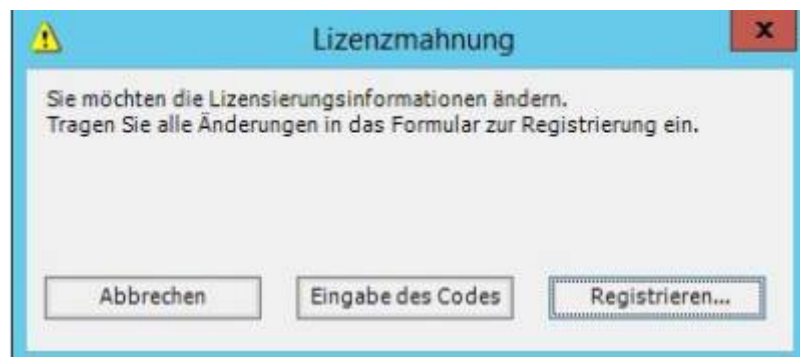 Lizenzmahnung
x
Sie möchten die Lizensierungsinformationen ändern.
Tragen Sie alle Änderungen in das Formular zur Registrierung ein.
Abbrechen Eingabe des Codes Registrieren...